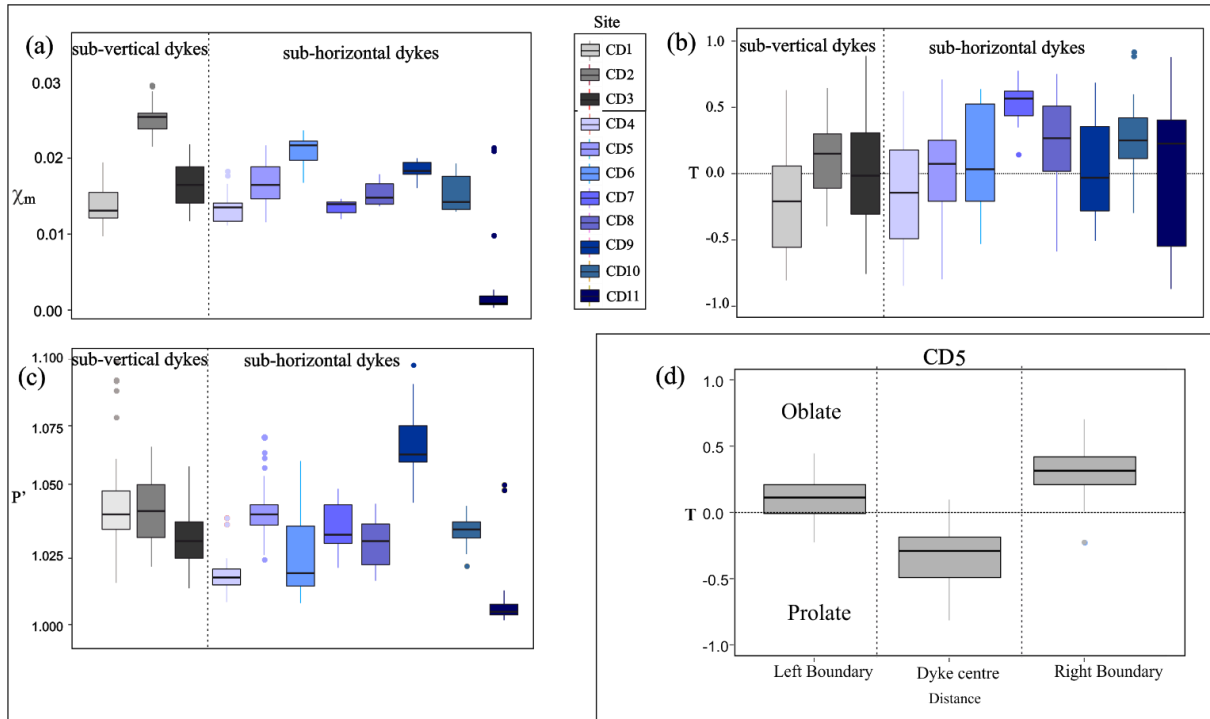 (a)
sub-vertical dykes
sub-horizontal dykes
0.03
0.02
χm
0.01
0.00
Site
CD1
CD2
CD3
CD4
CD5
CD6
CD7
CD8
CD9
CD10
CD11
(b)
sub-vertical dykes
sub-horizontal dykes
1.0
0.5
T
0.0
-0.5
-1.0
(c)
sub-vertical dykes
sub-horizontal dykes
1.100
1.075
P'
1.050
1.025
1.000
(d)
CD5
1.0
Oblate
0.5
T
0.0
-0.5
Prolate
-1.0
Left Boundary
Dyke centre
Right Boundary
Distance